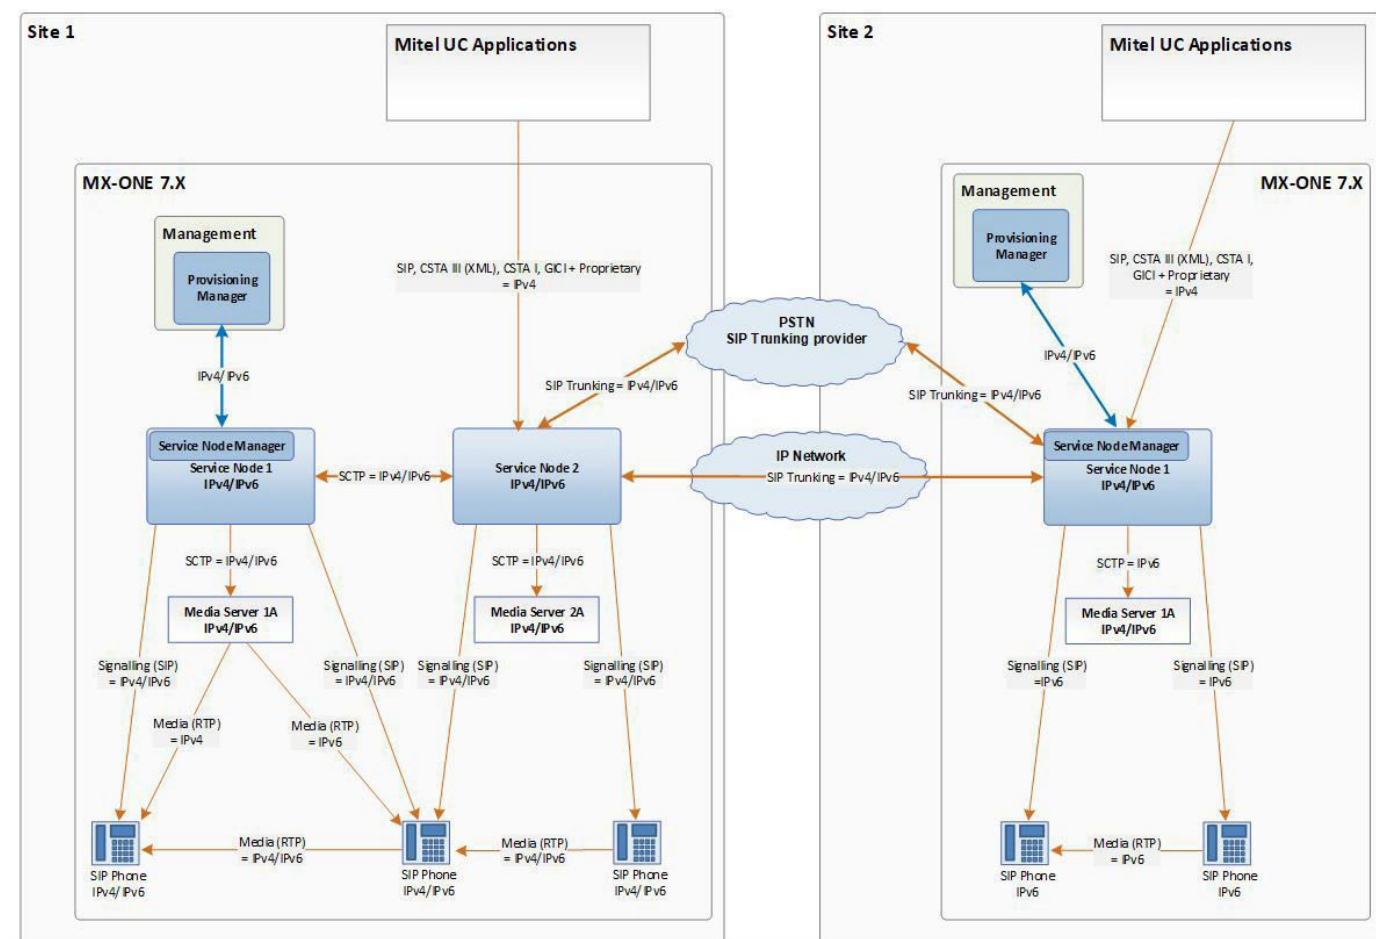 Site 1
Mitel UC Applications
MX-ONE 7.X
Management
Provisioning
Manager
IPv4/IPv6
SIP, CSTA III (XML), CSTA I, GICI + Proprietary
= IPv4
Service Node Manager
Service Node 1
IPv4/IPv6
SCTP = IPv4/IPv6
Service Node 2
IPv4/IPv6
SCTP = IPv4/IPv6
Media Server 1A
IPv4/IPv6
SCTP = IPv4/IPv6
Media Server 2A
IPv4/IPv6
Signalling (SIP)
= IPv4/IPv6
Signalling (SIP)
= IPv4/IPv6
Signalling (SIP)
= IPv4/IPv6
Signalling (SIP)
= IPv4/IPv6
Media (RTP)
= IPv4
Media (RTP)
= IPv6
Media (RTP)
= IPv4/IPv6
Media (RTP)
= IPv4/IPv6
SIP Phone
IPv4/IPv6
SIP Phone
IPv4/IPv6
SIP Phone
IPv4/IPv6
PSTN
SIP Trunking provider
SIP Trunking = IPv4/IPv6
SIP Trunking = IPv4/IPv6
IP Network
SIP Trunking = IPv4/IPv6
Site 2
Mitel UC Applications
MX-ONE 7.X
Management
Provisioning
Manager
SIP, CSTA III (XML), CSTA I,
GICI + Proprietary
= IPv4
IPv4/IPv6
Service Node Manager
Service Node 1
IPv4/IPv6
SCTP = IPv6
Media Server 1A
IPv4/IPv6
Signalling (SIP)
=IPv6
Signalling (SIP)
= IPv6
Media (RTP)
= IPv6
SIP Phone
IPv6
SIP Phone
IPv6